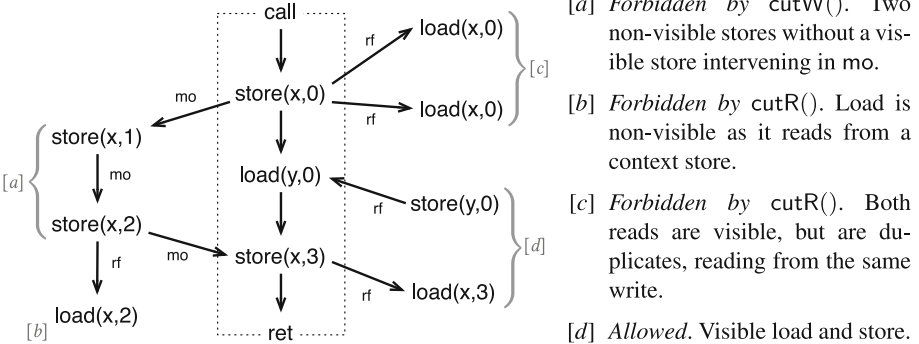 call
rf
load(x,0)
[c]
mo
store(x,0)
load(x,0)
rf
store(x,1)
[a]
mo
load(y,0)
rf
store(y,0)
store(x,2)
rf
mo
store(x,3)
[d]
rf
load(x,3)
[b]
load(x,2)
ret
[a] Forbidden by cutW(). Two
non-visible stores without a vis-
ible store intervening in mo.
[b] Forbidden by cutR(). Load is
non-visible as it reads from a
context store.
[c] Forbidden by cutR(). Both
reads are visible, but are du-
plicates, reading from the same
write.
[d] Allowed. Visible load and store.